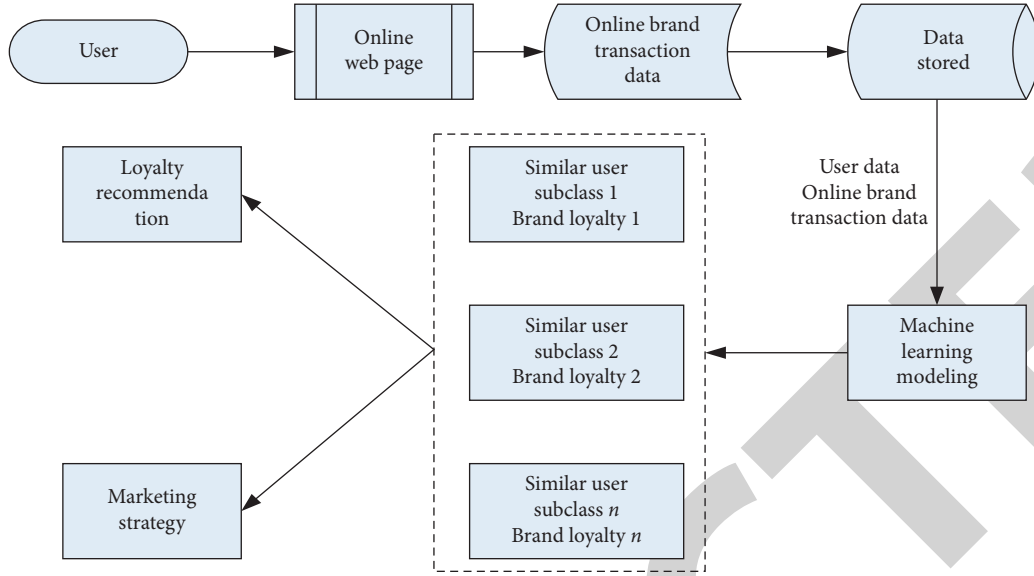 User
Online
web page
Online brand
transaction
data
Data
stored
User data
Online brand
transaction data
Machine
learning
modeling
Similar user
subclass 1
Brand loyalty 1
Similar user
subclass 2
Brand loyalty 2
Similar user
subclass n
Brand loyalty n
Loyalty
recommenda
tion
Marketing
strategy